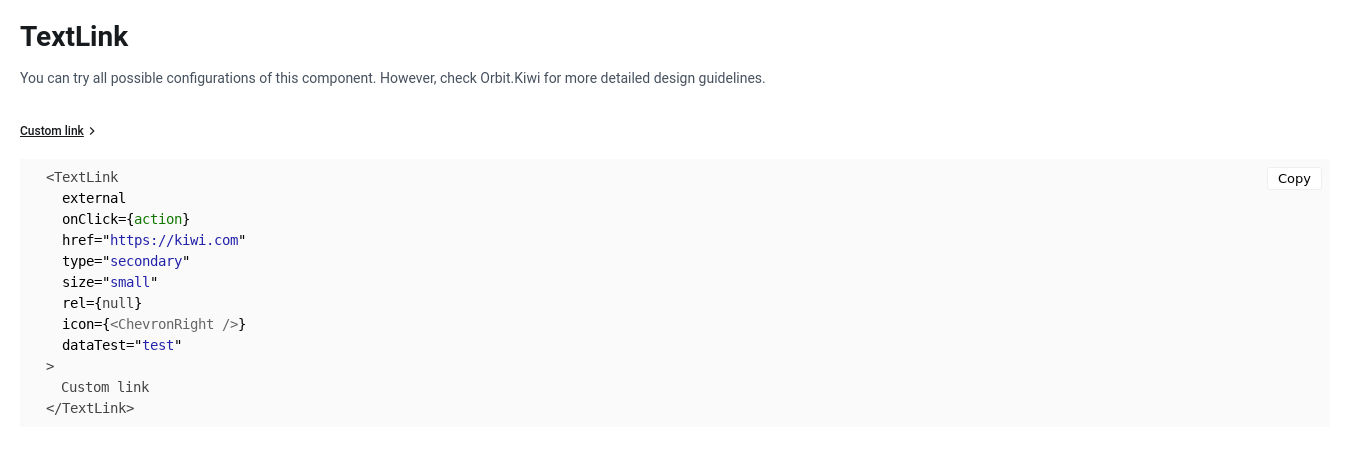 TextLink
You can try all possible configurations of this component. However, check Orbit.Kiwi for more detailed design guidelines.
Custom link
<TextLink
Copy
external
onClick={action}
href="https://kiwi.com"
type="secondary"
size="small"
rel={null}
icon={<ChevronRight />}
dataTest="test"
>
Custom link
</TextLink>